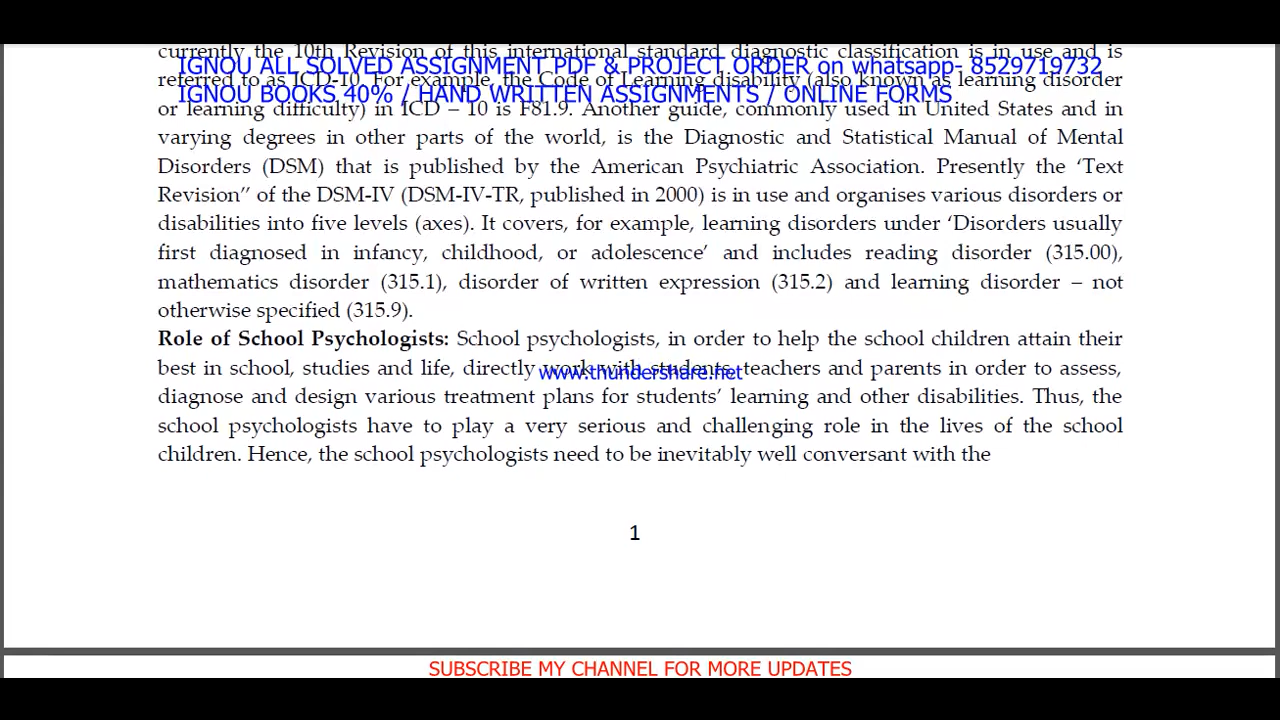 currently the 10th Revision of this international standard diagnostic classification is in use and is
IGNOU ALL SOLVED ASSIGNMENT PDF & PROJECT ORDER on whatsapp- 8529719732
referred to as ICD-10. For example, the Code of Learning disability (also known as learning disorder
IGNOU BOOKS 40% / HAND WRITTEN ASSIGNMENTS / ONLINE FORMS
or learning difficulty) in ICD – 10 is F81.9. Another guide, commonly used in United States and in
varying degrees in other parts of the world, is the Diagnostic and Statistical Manual of Mental
Disorders (DSM) that is published by the American Psychiatric Association. Presently the ‘Text
Revision” of the DSM-IV (DSM-IV-TR, published in 2000) is in use and organises various disorders or
disabilities into five levels (axes). It covers, for example, learning disorders under ‘Disorders usually
first diagnosed in infancy, childhood, or adolescence’ and includes reading disorder (315.00),
mathematics disorder (315.1), disorder of written expression (315.2) and learning disorder – not
otherwise specified (315.9).
Role of School Psychologists: School psychologists, in order to help the school children attain their
best in school, studies and life, directly work with students, teachers and parents in order to assess,
www.thundershare.net
diagnose and design various treatment plans for students’ learning and other disabilities. Thus, the
school psychologists have to play a very serious and challenging role in the lives of the school
children. Hence, the school psychologists need to be inevitably well conversant with the
1
SUBSCRIBE MY CHANNEL FOR MORE UPDATES